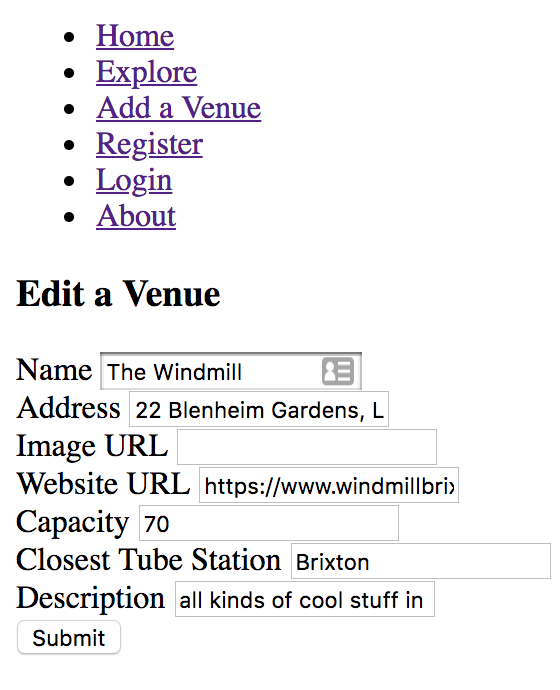 Home
Explore
Add a Venue
Register
Login
About
Edit a Venue
Name The Windmill
Address 22 Blenheim Gardens, L
Image URL
Website URL https://www.windmillbrix
Capacity 70
Closest Tube Station Brixton
Description all kinds of cool stuff in
Submit